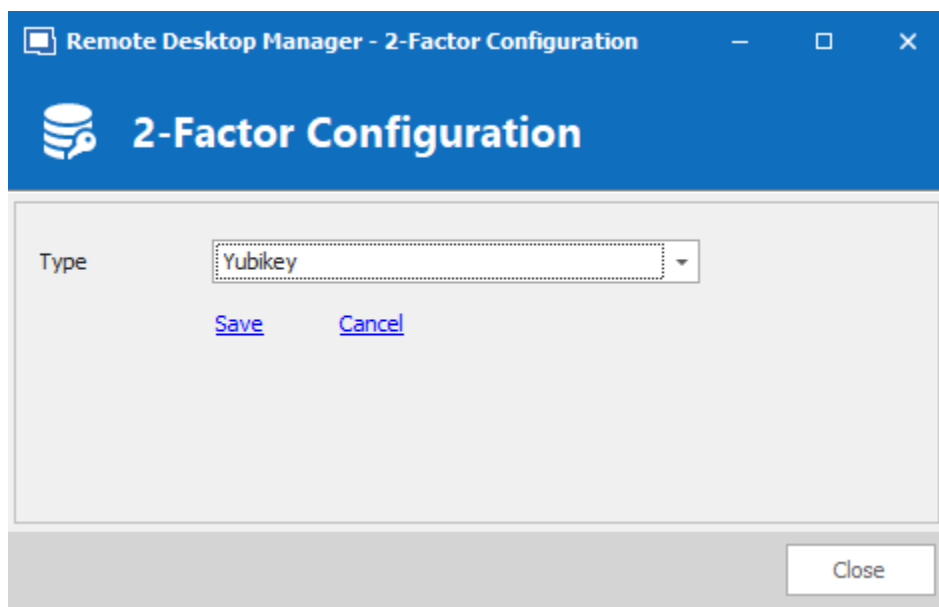 Remote Desktop Manager - 2-Factor Configuration
2-Factor Configuration
Type Yubikey
Save Cancel
Close